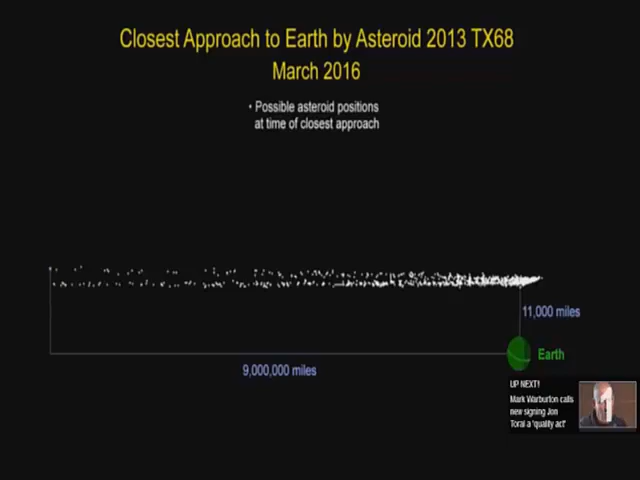 Closest Approach to Earth by Asteroid 2013 TX68
March 2016
• Possible asteroid positions
at time of closest approach
11,000 miles
Earth
9,000,000 miles
UP NEXT!
Mark Warburton calls
new signing Jon
Toral a 'quality act'